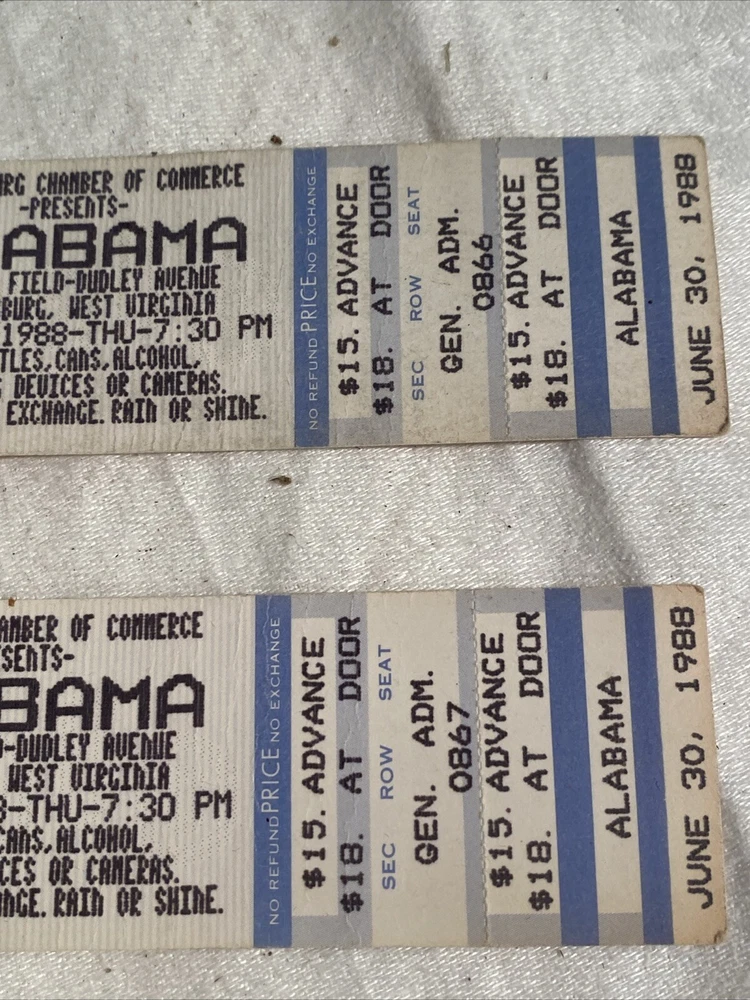 RG CHAMBER OF COMMERCE
-PRESENTS-
ABAMA
FIELD-DUDLEY AVENUE
BURG, WEST VIRGINIA
1988-THU-7:30 PM
TLES,CANS,ALCOHOL,
DEVICES OR CAMERAS.
EXCHANGE. RAIN OR SHINE.
NO REFUND PRICE NO EXCHANGE
$15. ADVANCE
$18. AT DOOR
SEC ROW SEAT
GEN. ADM.
0866
$15. ADVANCE
$18. AT DOOR
ALABAMA
JUNE 30, 1988
AMBER OF COMMERCE
SENTS-
BAMA
D-DUDLEY AVENUE
WEST VIRGINIA
8-THU-7:30 PM
CANS,ALCOHOL,
CES OR CAMERAS.
NGE. RAIN OR SHINE.
NO REFUND PRICE NO EXCHANGE
$15. ADVANCE
$18. AT DOOR
SEC ROW SEAT
GEN. ADM.
0867
$15. ADVANCE
$18. AT DOOR
ALABAMA
JUNE 30, 1988